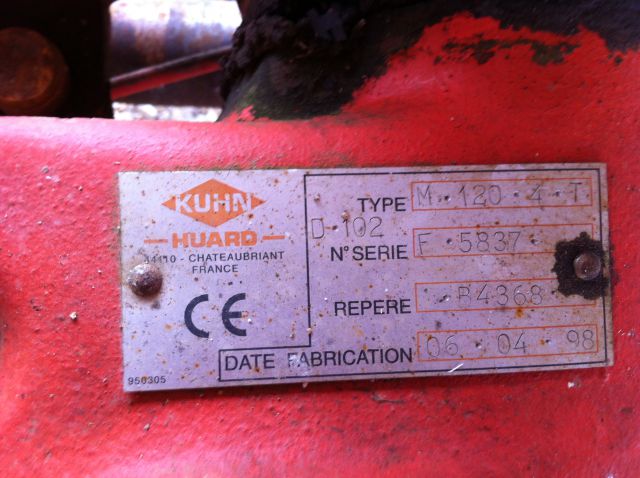 KUHN
HUARD
44110 - CHATEAUBRIANT
FRANCE
CE
950305
TYPE M 120 4 T
D 102
N° SERIE F 5837
REPERE B4368
DATE FABRICATION 06 04 98